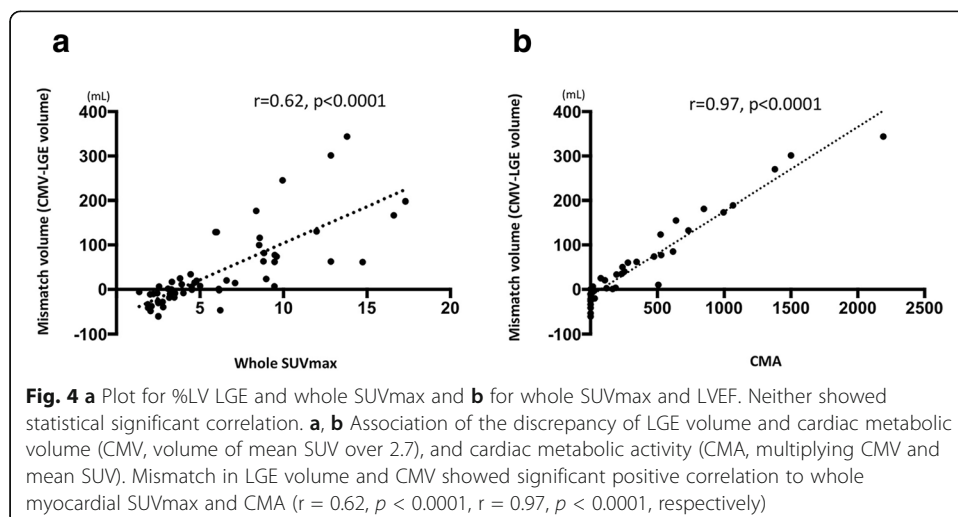 a
b
(mL)
r=0.62, p<0.0001
Mismatch volume (CMV-LGE volume)
400
300
200
100
0
-100
5
10
15
20
Whole SUVmax
(mL)
r=0.97, p<0.0001
Mismatch volume (CMV-LGE volume)
400
300
200
100
0
-100
500
1000
1500
2000
2500
CMA
Fig. 4 a Plot for %LV LGE and whole SUVmax and b for whole SUVmax and LVEF. Neither showed
statistical significant correlation. a, b Association of the discrepancy of LGE volume and cardiac metabolic
volume (CMV, volume of mean SUV over 2.7), and cardiac metabolic activity (CMA, multiplying CMV and
mean SUV). Mismatch in LGE volume and CMV showed significant positive correlation to whole
myocardial SUVmax and CMA (r = 0.62, p < 0.0001, r = 0.97, p < 0.0001, respectively)